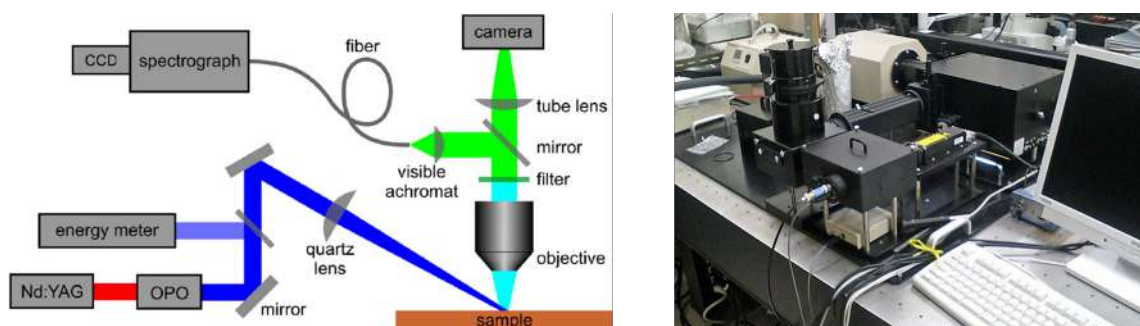 camera
fiber
CCD
spectrograph
tube lens
mirror
visible
achromat
filter
energy meter
quartz
lens
objective
Nd:YAG
OPO
mirror
sample